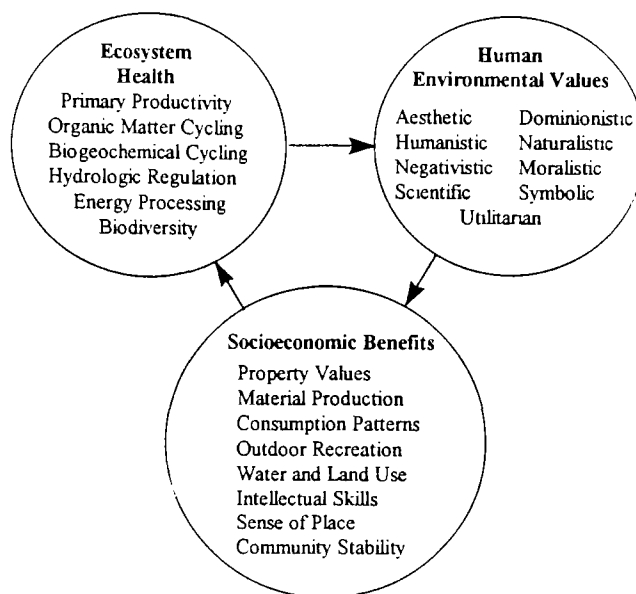 Ecosystem
Health
Primary Productivity
Organic Matter Cycling
Biogeochemical Cycling
Hydrologic Regulation
Energy Processing
Biodiversity
Human
Environmental Values
Aesthetic Dominionistic
Humanistic Naturalistic
Negativistic Moralistic
Scientific Symbolic
Utilitarian
Socioeconomic Benefits
Property Values
Material Production
Consumption Patterns
Outdoor Recreation
Water and Land Use
Intellectual Skills
Sense of Place
Community Stability